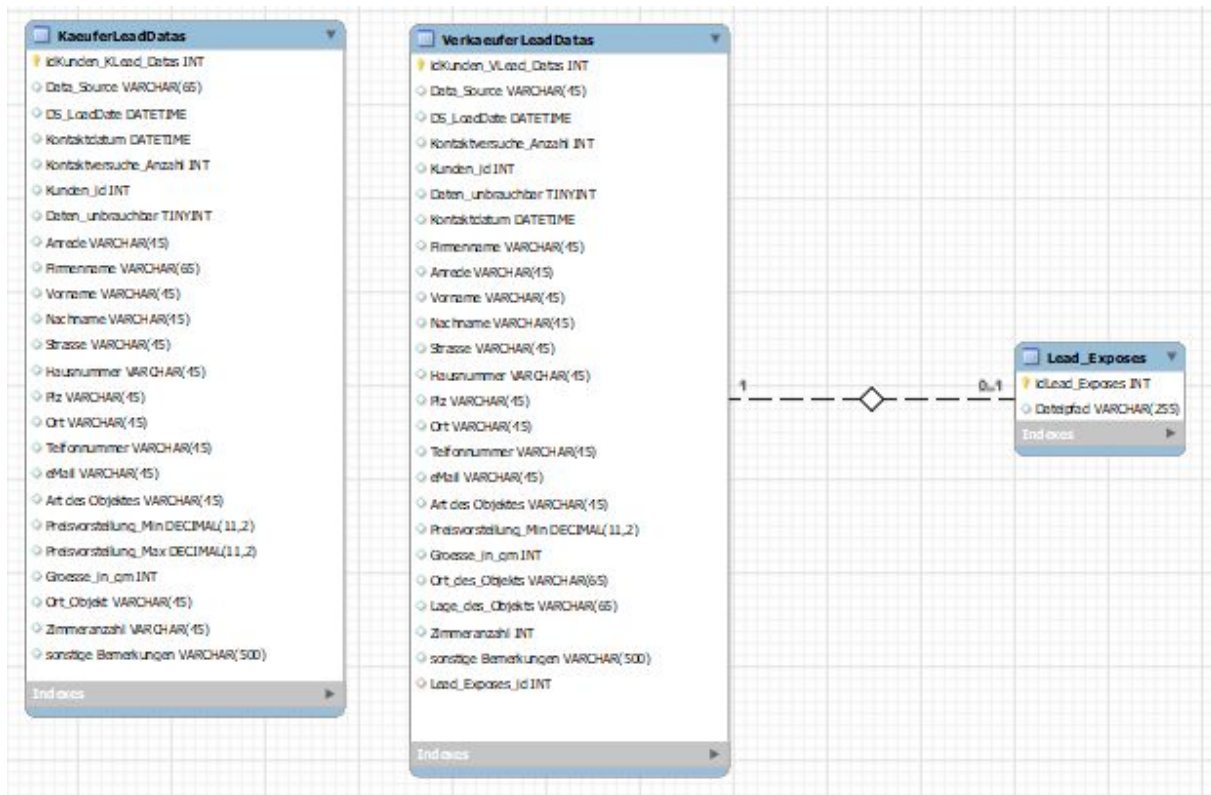 KaeuferLeadDatas
idKunden_KLead_Datas INT
Data_Source VARCHAR(65)
DS_LoadDate DATETIME
Kontaktdatum DATETIME
Kontaktversuche_Anzahl INT
Kunden_id INT
Daten_unbrauchbar TINYINT
Anrede VARCHAR(45)
Firmenname VARCHAR(65)
Vorname VARCHAR(45)
Nachname VARCHAR(45)
Strasse VARCHAR(45)
Hausnummer VARCHAR(45)
Plz VARCHAR(45)
Ort VARCHAR(45)
Telfonnummer VARCHAR(45)
eMail VARCHAR(45)
Art des Objektes VARCHAR(45)
Preisvorstellung_Min DECIMAL(11,2)
Preisvorstellung_Max DECIMAL(11,2)
Groesse_in_qm INT
Ort_Objekt VARCHAR(45)
Zimmeranzahl VARCHAR(45)
sonstige Bemerkungen VARCHAR(500)
Indexes
VerkaeuferLeadDatas
idKunden_VLead_Datas INT
Data_Source VARCHAR(45)
DS_LoadDate DATETIME
Kontaktversuche_Anzahl INT
Kunden_id INT
Daten_unbrauchbar TINYINT
Kontaktdatum DATETIME
Firmenname VARCHAR(45)
Anrede VARCHAR(45)
Vorname VARCHAR(45)
Nachname VARCHAR(45)
Strasse VARCHAR(45)
Hausnummer VARCHAR(45)
Plz VARCHAR(45)
Ort VARCHAR(45)
Telfonnummer VARCHAR(45)
eMail VARCHAR(45)
Art des Objektes VARCHAR(45)
Preisvorstellung_Min DECIMAL(11,2)
Groesse_in_qm INT
Ort_des_Objekts VARCHAR(65)
Lage_des_Objekts VARCHAR(65)
Zimmeranzahl INT
sonstige Bemerkungen VARCHAR(500)
Lead_Exposes_id INT
Indexes
1
0..1
Lead_Exposes
idLead_Exposes INT
Dateipfad VARCHAR(255)
Indexes